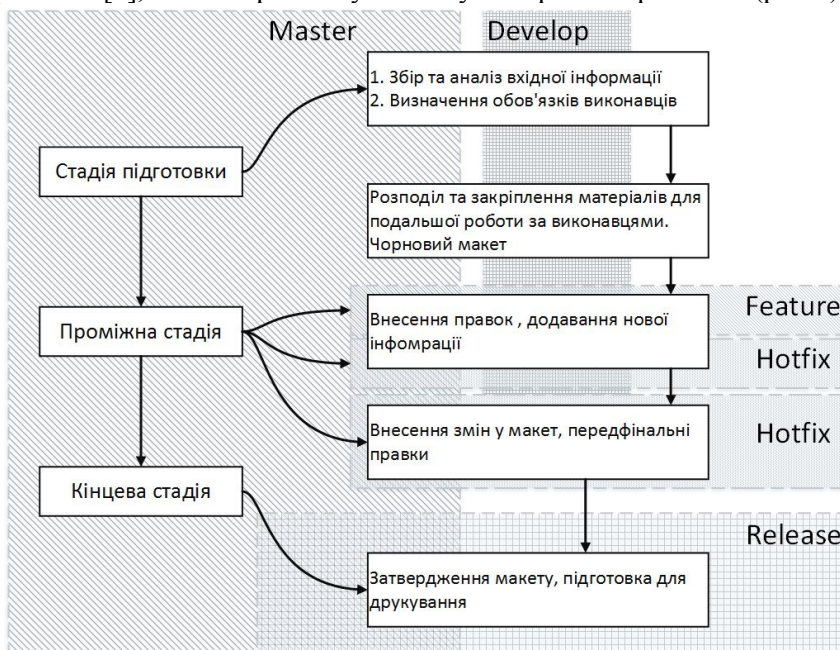 Master
Develop
1. Збір та аналіз вхідної інформації
2. Визначення обов'язків виконавців
Стадія підготовки
Розподіл та закріплення матеріалів для
подальшої роботи за виконавцями.
Чорновий макет
Feature
Проміжна стадія
Внесення правок , додавання нової
інфомрації
Hotfix
Внесення змін у макет, передфінальні
правки
Hotfix
Кінцева стадія
Release
Затвердження макету, підготовка для
друкування